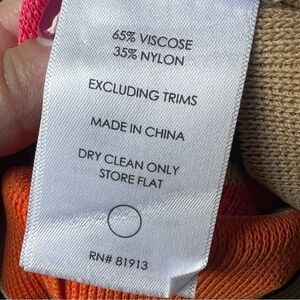 65% VISCOSE
35% NYLON
EXCLUDING TRIMS
MADE IN CHINA
DRY CLEAN ONLY
STORE FLAT
RN# 81913